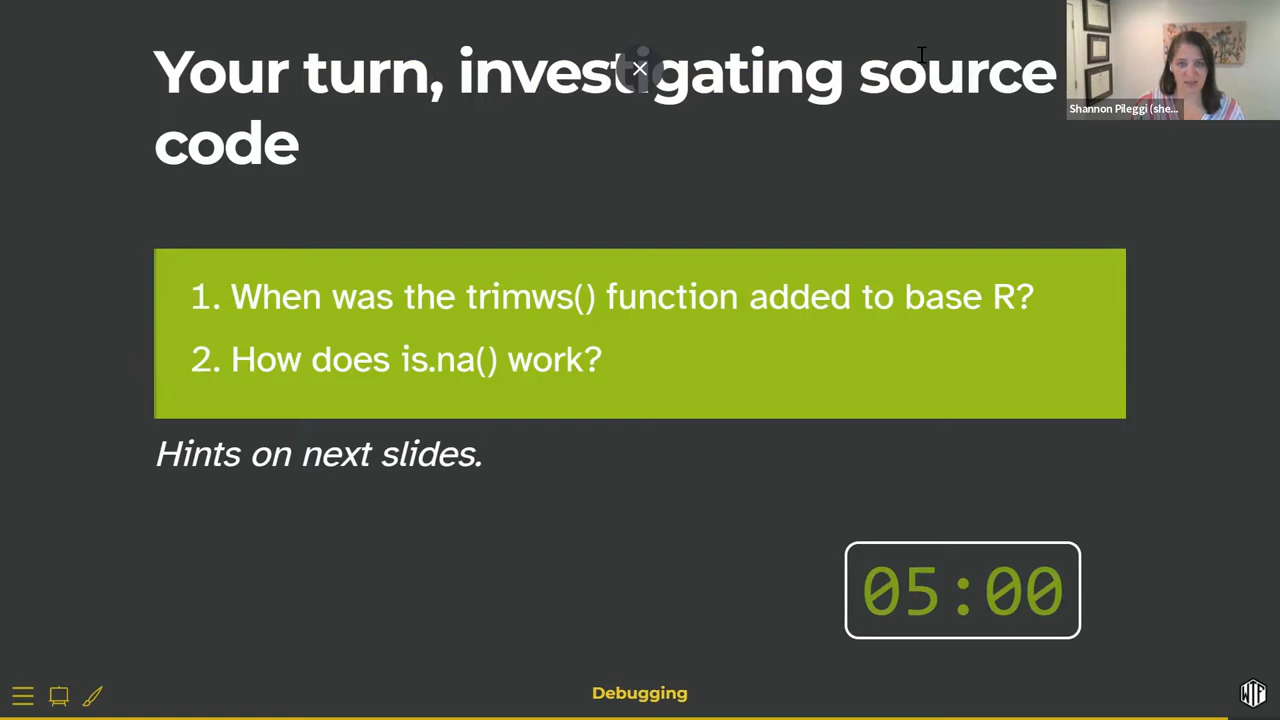 Your turn, investigating source
code
Shannon Pileggi (she...
1. When was the trimws() function added to base R?
2. How does is.na() work?
Hints on next slides.
05:00
Debugging
WTF